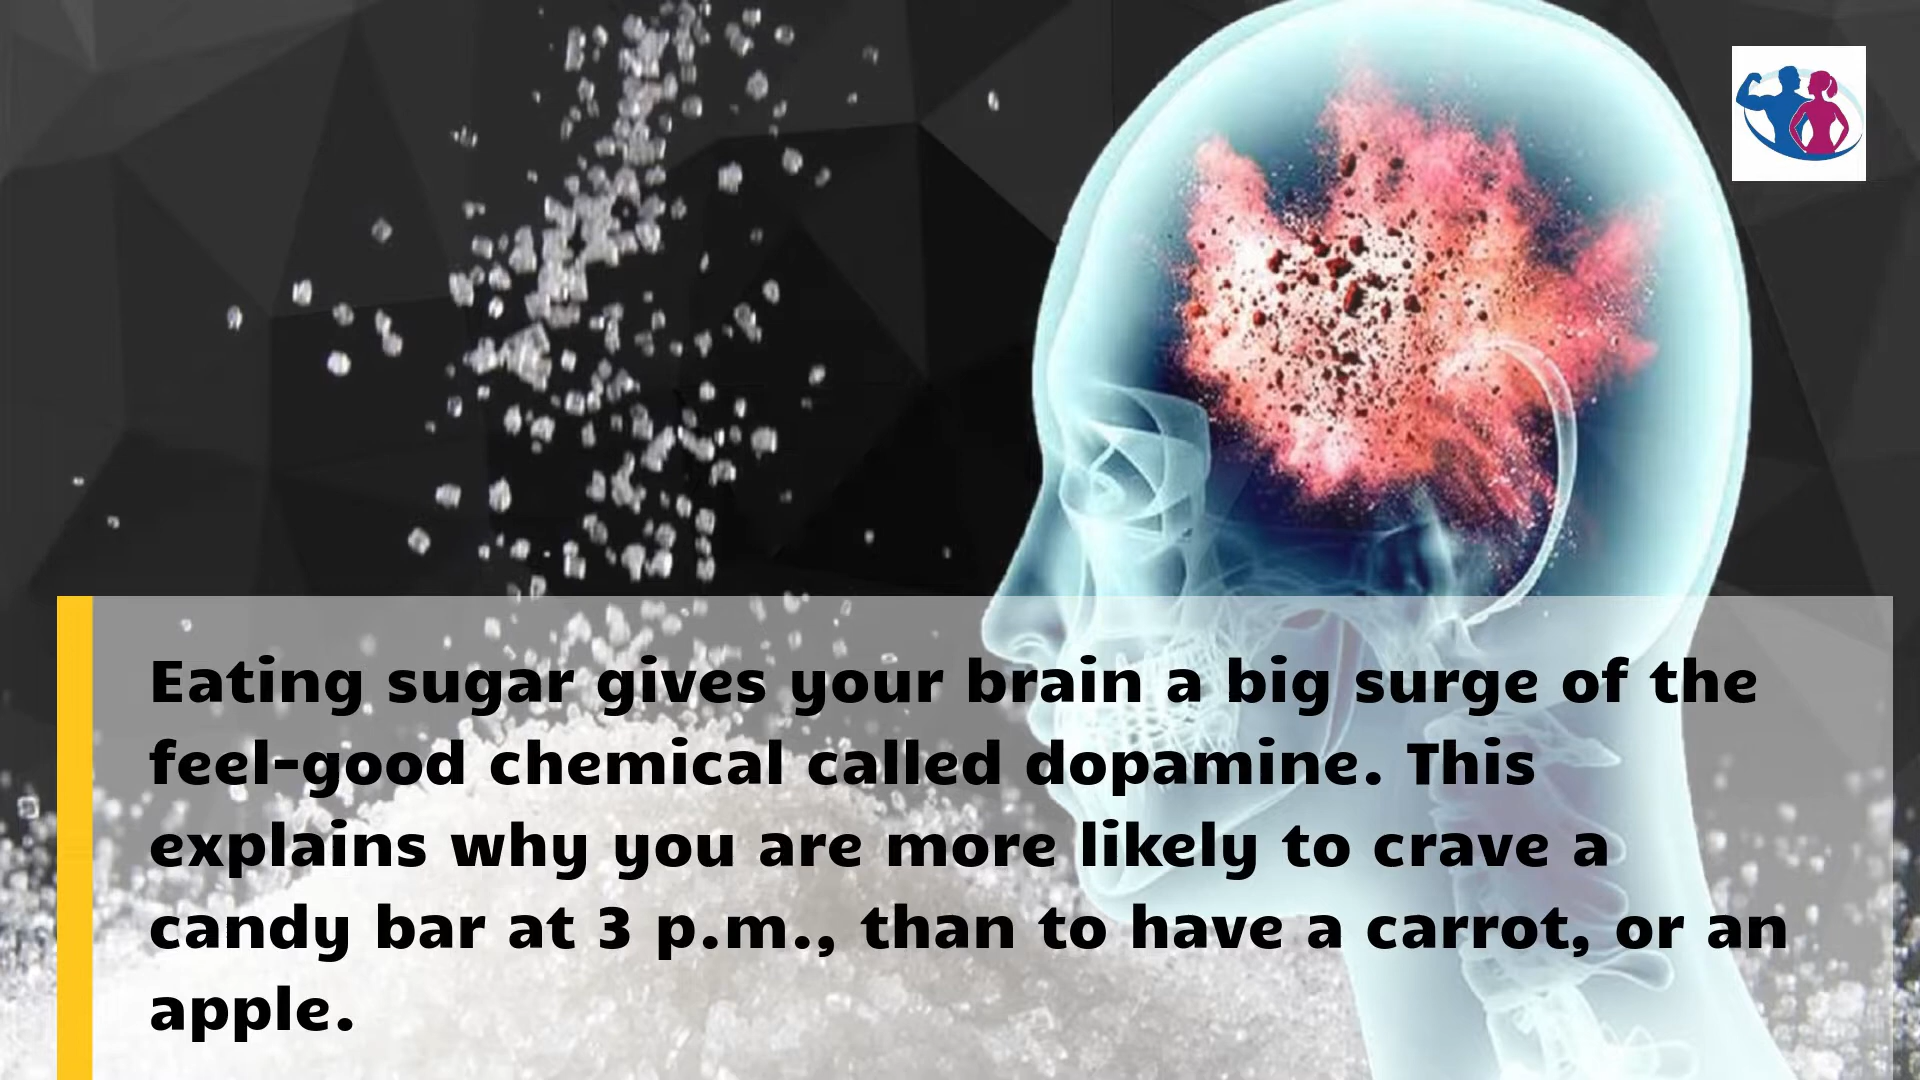 Eating sugar gives your brain a big surge of the
feel-good chemical called dopamine. This
explains why you are more likely to crave a
candy bar at 3 p.m., than to have a carrot, or an
apple.